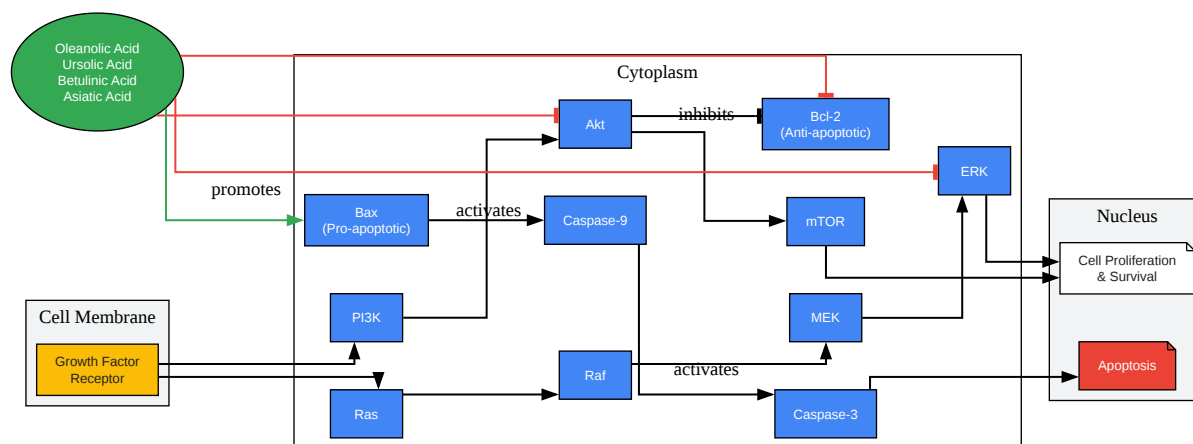 Oleanolic Acid
Ursolic Acid
Betulinic Acid
Asiatic Acid
Cytoplasm
Akt
inhibits
Bcl-2
(Anti-apoptotic)
ERK
promotes
Bax
(Pro-apoptotic)
activates
Caspase-9
mTOR
Nucleus
Cell Proliferation
& Survival
Cell Membrane
Growth Factor
Receptor
PI3K
MEK
Ras
Raf
activates
Caspase-3
Apoptosis